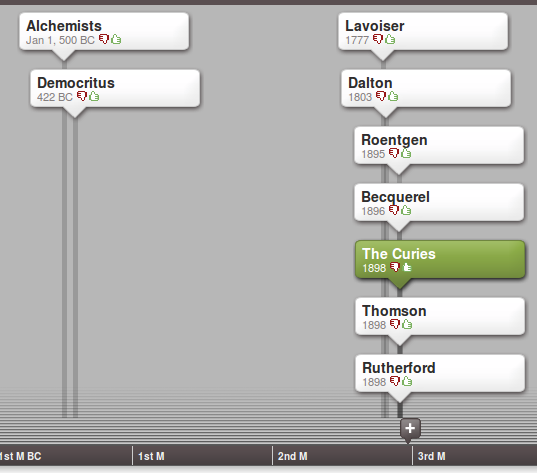 Alchemists
Jan 1, 500 BC
Democritus
422 BC
Lavoiser
1777
Dalton
1803
Roentgen
1895
Becquerel
1896
The Curies
1898
Thomson
1898
Rutherford
1898
+
1st M BC
1st M
2nd M
3rd M